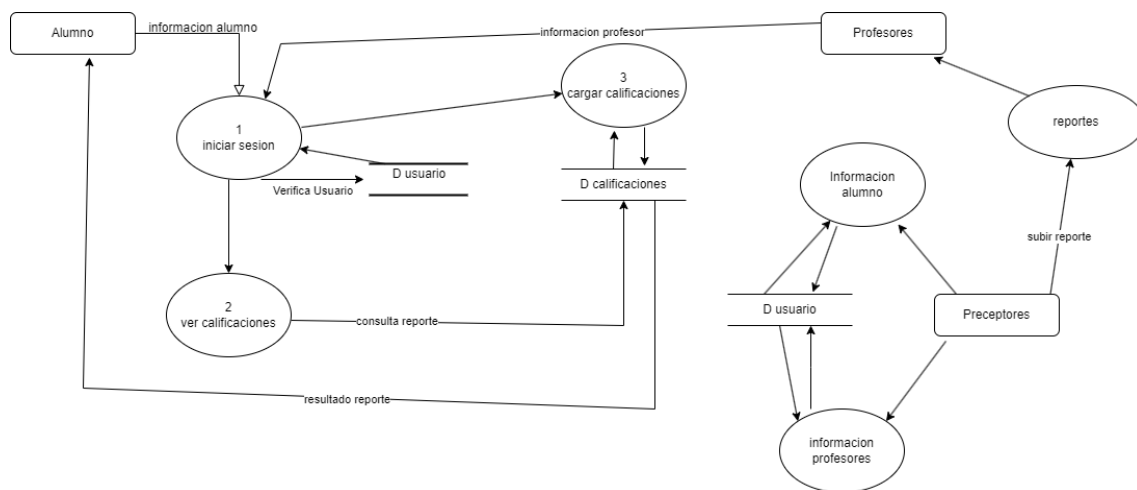 Alumno
informacion alumno
informacion profesor
Profesores
3
cargar calificaciones
reportes
1
iniciar sesion
D usuario
Verifica Usuario
D calificaciones
Informacion
alumno
subir reporte
2
ver calificaciones
consulta reporte
D usuario
Preceptores
resultado reporte
informacion
profesores